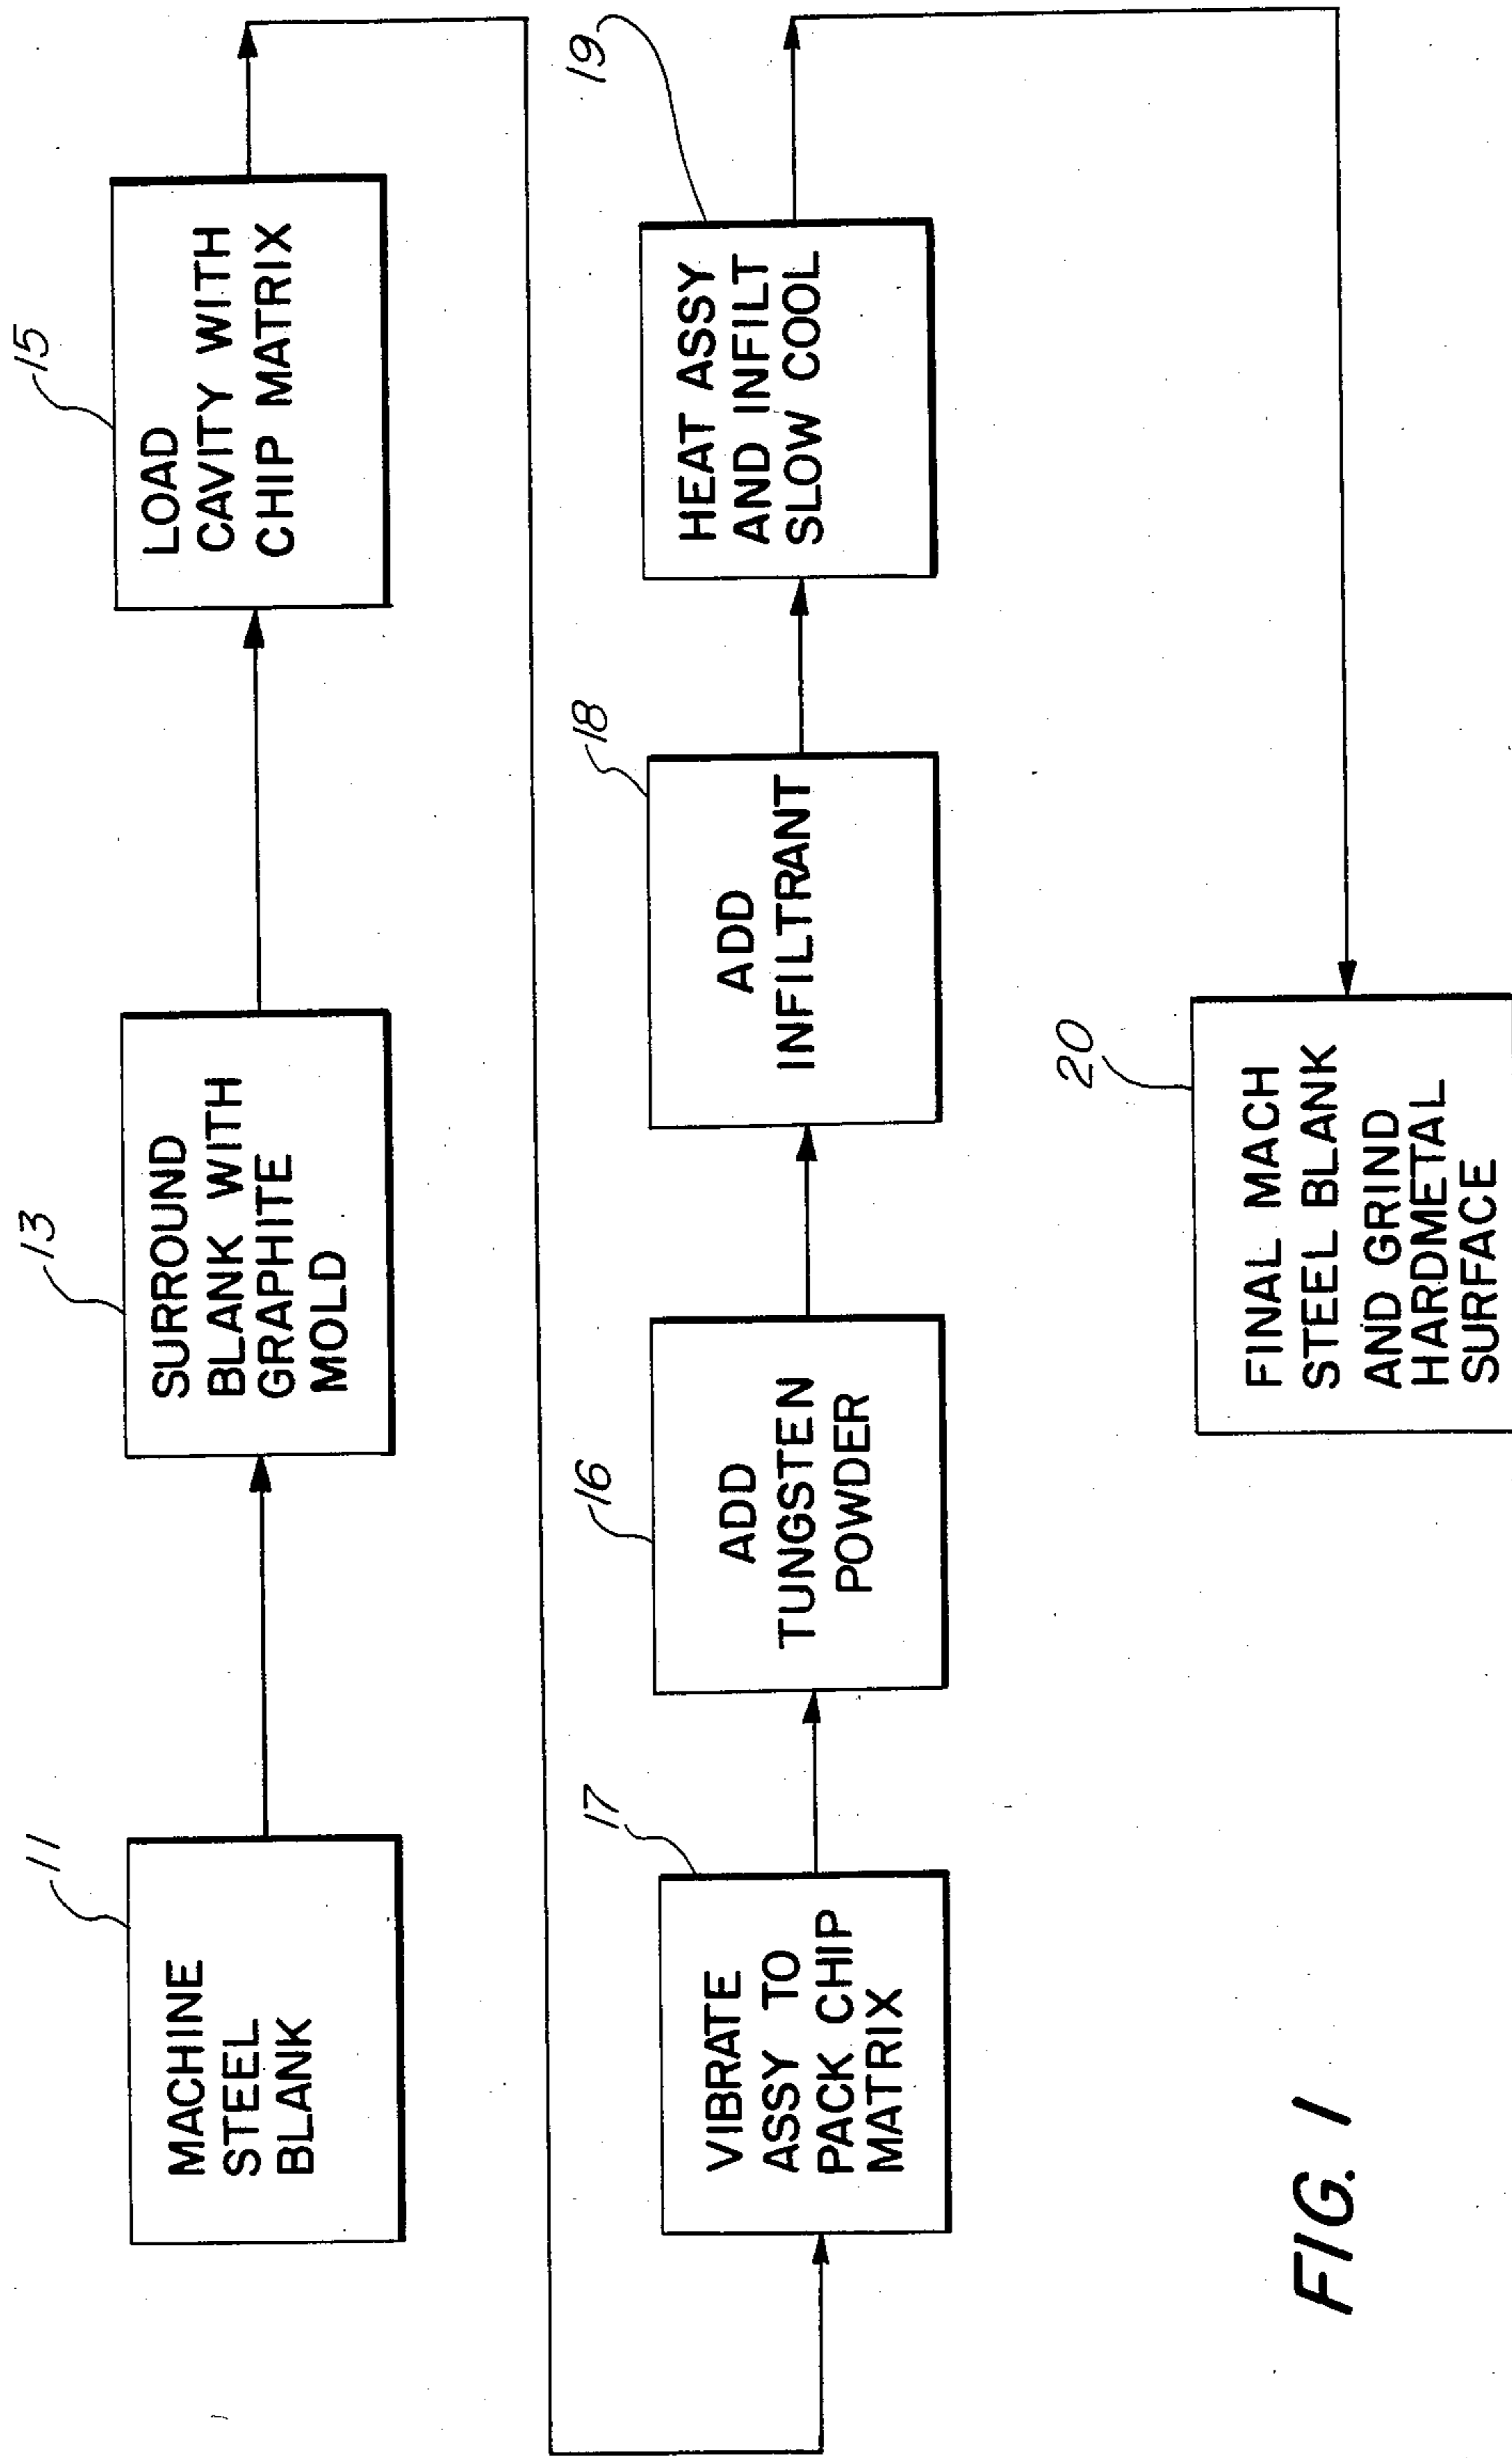 11
MACHINE
STEEL
BLANK
13
SURROUND
BLANK WITH
GRAPHITE
MOLD
15
LOAD
CAVITY WITH
CHIP MATRIX
17
VIBRATE
ASSY TO
PACK CHIP
MATRIX
16
ADD
TUNGSTEN
POWDER
18
ADD
INFILTRANT
19
HEAT ASSY
AND INFILT
SLOW COOL
20
FINAL MACH
STEEL BLANK
AND GRIND
HARDMETAL
SURFACE
FIG. 1